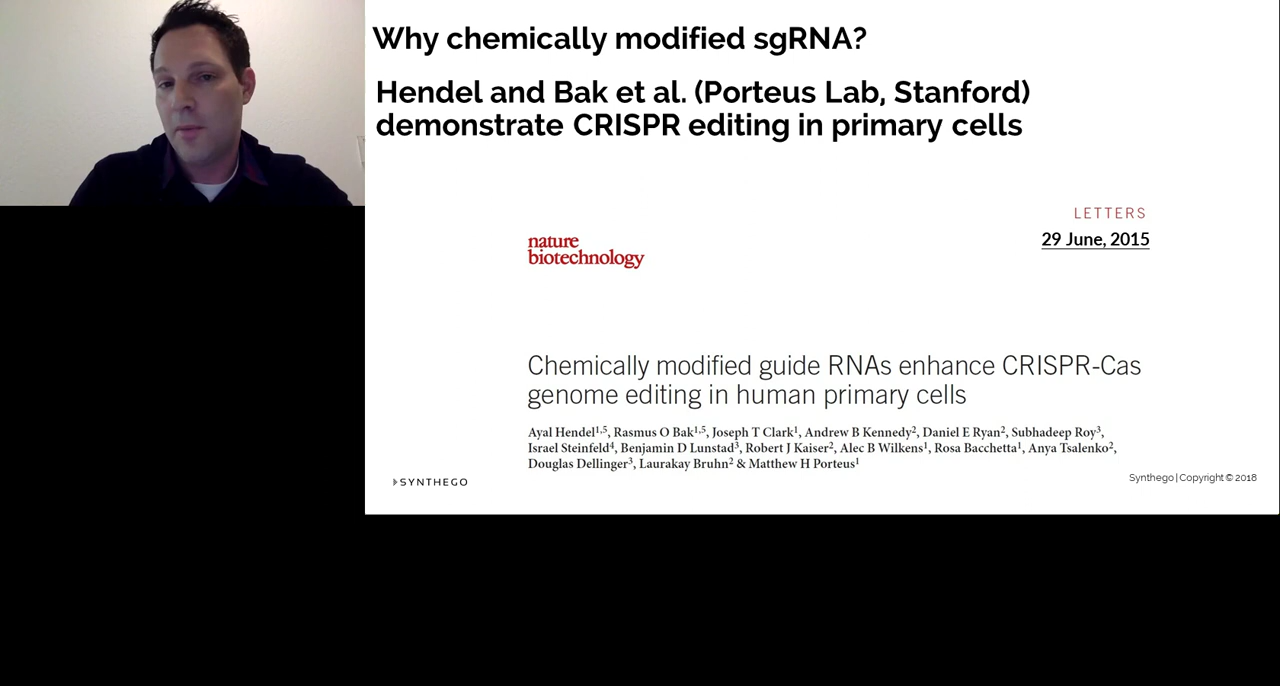 Why chemically modified sgRNA?
Hendel and Bak et al. (Porteus Lab, Stanford)
demonstrate CRISPR editing in primary cells
LETTERS
29 June, 2015
nature
biotechnology
Chemically modified guide RNAs enhance CRISPR-Cas
genome editing in human primary cells
Ayal Hendel1,5, Rasmus O Bak1,5, Joseph T Clark1, Andrew B Kennedy2, Daniel E Ryan2, Subhadeep Roy3,
Israel Steinfeld4, Benjamin D Lunstad3, Robert J Kaiser2, Alec B Wilkens1, Rosa Bacchetta1, Anya Tsalenko2,
Douglas Dellinger3, Laurakay Bruhn2 & Matthew H Porteus1
SYNTHEGO
Synthego | Copyright © 2018